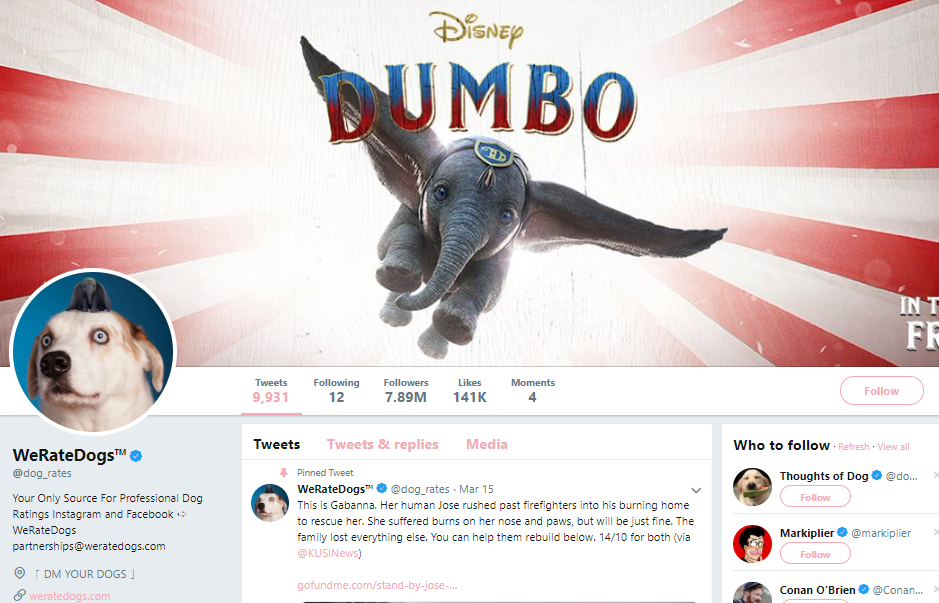 Disney
DUMBO
IN T
FR
Tweets Following Followers Likes Moments
9,931 12 7.89M 141K 4
Follow
WeRateDogs™
@dog_rates
Your Only Source For Professional Dog
Ratings Instagram and Facebook ➪
WeRateDogs
partnerships@weratedogs.com
「 DM YOUR DOGS 」
weratedogs.com
Tweets Tweets & replies Media
Pinned Tweet
WeRateDogs™ @dog_rates · Mar 15
This is Gabanna. Her human Jose rushed past firefighters into his burning home
to rescue her. She suffered burns on her nose and paws, but will be just fine. The
family lost everything else. You can help them rebuild below. 14/10 for both (via
@KUSINews)
gofundme.com/stand-by-jose-...
Who to follow · Refresh · View all
Thoughts of Dog @do...
Follow
Markiplier @markiplier
Follow
Conan O'Brien @Conan...